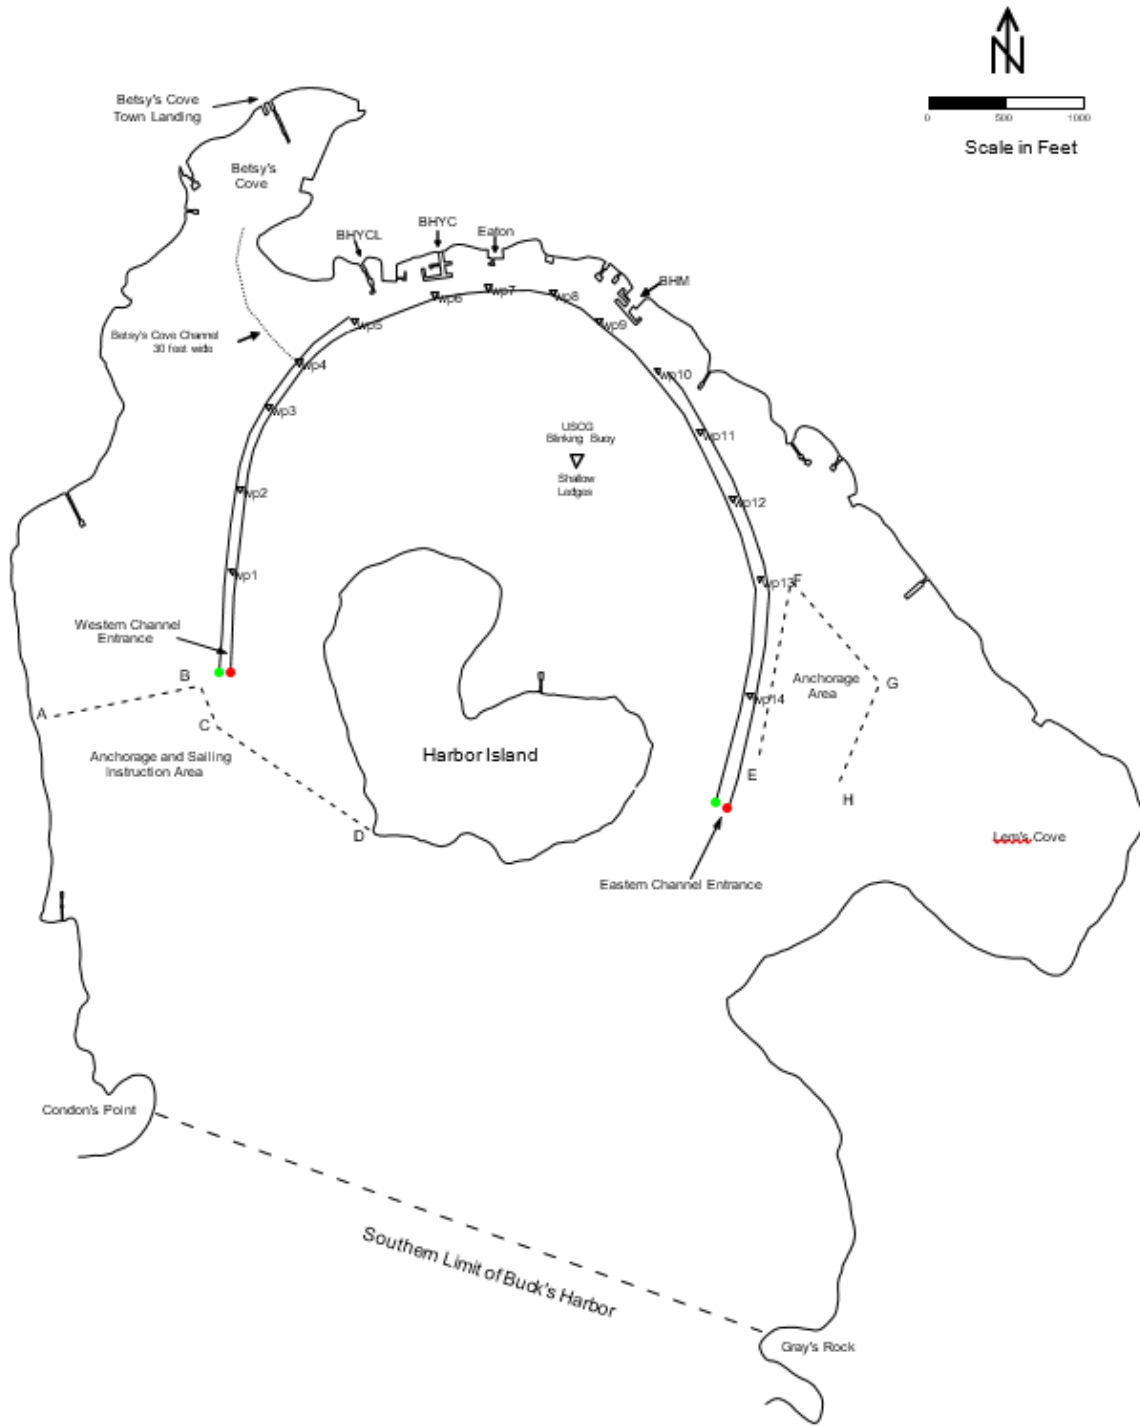 N
0 500 1000
Scale in Feet
Betsy's Cove
Town Landing
Betsy's
Cove
BHYCL
BHYC
Eaton
BHM
wp6
wp7
wp8
wp5
wp9
Betsy's Cove Channel
30 feet wide
wp4
wp10
wp3
wp11
USCG
Blinking Buoy
Shallow
Ledges
wp2
wp12
wp1
wp13
F
Western Channel
Entrance
B
A
C
Anchorage
Area
G
wp14
Anchorage and Sailing
Instruction Area
Harbor Island
E
H
D
Lem's Cove
Eastern Channel Entrance
Condon's Point
Southern Limit of Buck's Harbor
Gray's Rock